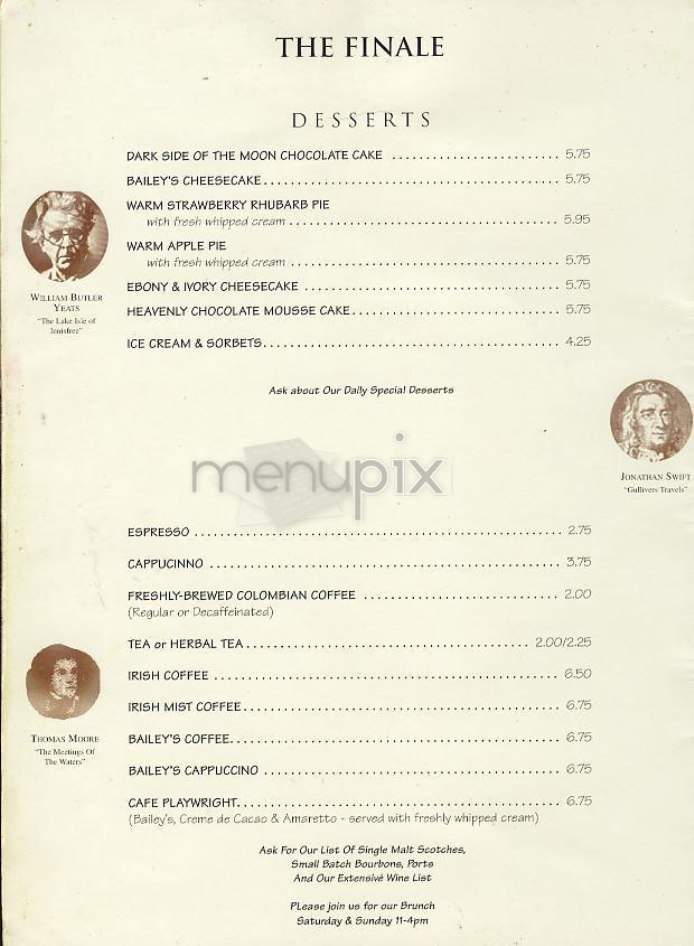 THE FINALE
DESSERTS
DARK SIDE OF THE MOON CHOCOLATE CAKE ........................ 5.75
BAILEY'S CHEESECAKE.......................................... 5.75
WARM STRAWBERRY RHUBARB PIE
with fresh whipped cream ...................................... 5.95
WARM APPLE PIE
with fresh whipped cream ...................................... 5.75
EBONY & IVORY CHEESECAKE .................................... 5.75
HEAVENLY CHOCOLATE MOUSSE CAKE.............................. 5.75
ICE CREAM & SORBETS.......................................... 4.25
WILLIAM BUTLER
YEATS
"The Lake Isle of
Innisfree"
Ask about Our Daily Special Desserts
JONATHAN SWIFT
"Gullivers Travels"
menupix
ESPRESSO ..................................................... 2.75
CAPPUCINNO .................................................. 3.75
FRESHLY-BREWED COLOMBIAN COFFEE ............................ 2.00
(Regular or Decaffeinated)
TEA or HERBAL TEA........................................ 2.00/2.25
IRISH COFFEE ................................................. 6.50
IRISH MIST COFFEE............................................. 6.75
BAILEY'S COFFEE............................................... 6.75
BAILEY'S CAPPUCCINO .......................................... 6.75
CAFE PLAYWRIGHT.............................................. 6.75
(Bailey's, Creme de Cacao & Amaretto - served with freshly whipped cream)
THOMAS MOORE
"The Meetings Of
The Waters"
Ask For Our List Of Single Malt Scotches,
Small Batch Bourbons, Ports
And Our Extensive Wine List
PLease join us for our Brunch
Saturday & Sunday 11-4pm